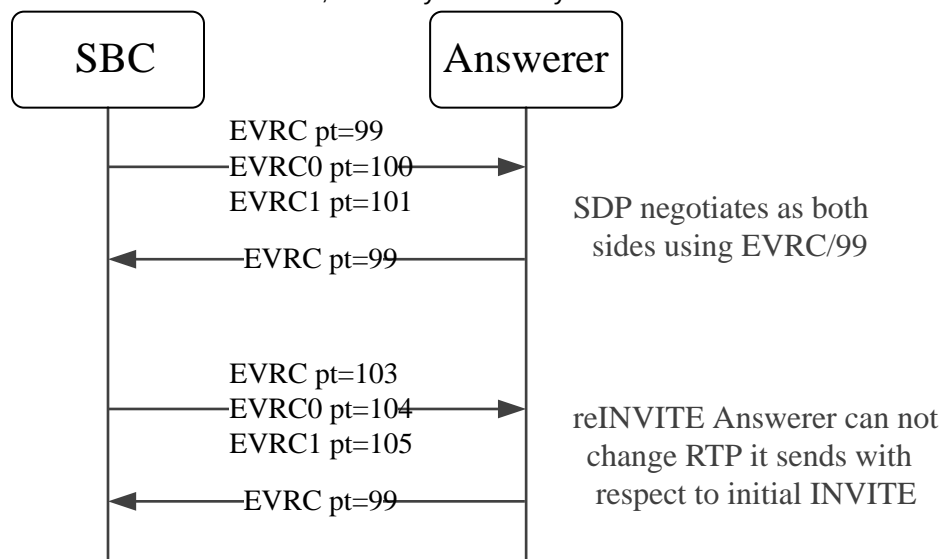 SBC
Answerer
EVRC pt=99
EVRC0 pt=100
EVRC1 pt=101
SDP negotiates as both
sides using EVRC/99
EVRC pt=99
EVRC pt=103
EVRC0 pt=104
EVRC1 pt=105
reINVITE Answerer can not
change RTP it sends with
respect to initial INVITE
EVRC pt=99